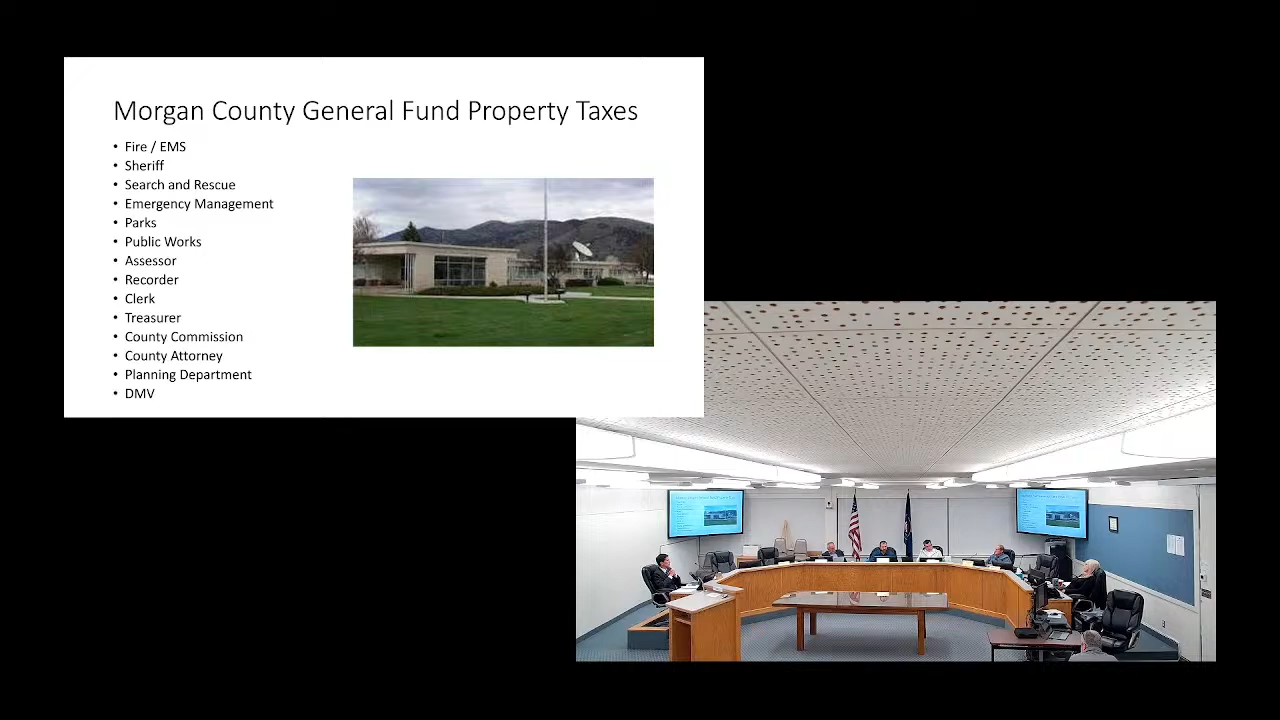 Morgan County General Fund Property Taxes
• Fire / EMS
• Sheriff
• Search and Rescue
• Emergency Management
• Parks
• Public Works
• Assessor
• Recorder
• Clerk
• Treasurer
• County Commission
• County Attorney
• Planning Department
• DMV